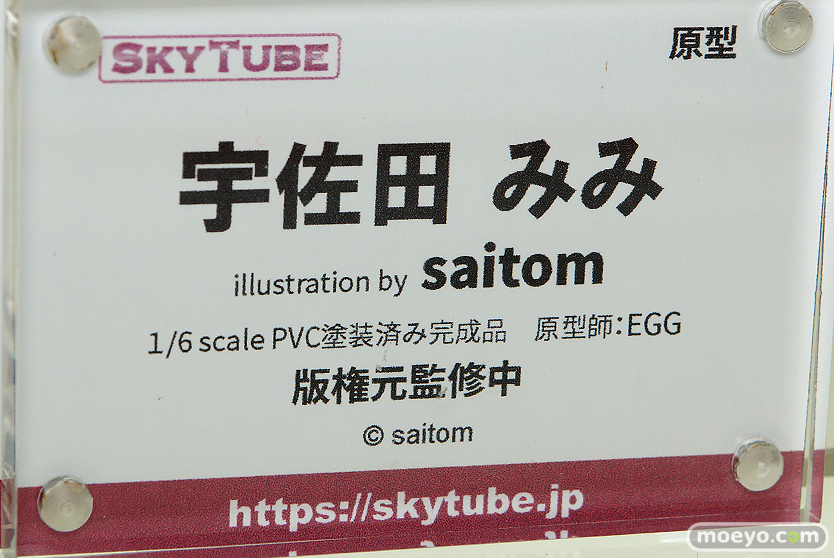 SKYTUBE
原型
宇佐田 みみ
illustration by saitom
1/6 scale PVC塗装済み完成品　原型師：EGG
版権元監修中
© saitom
https://skytube.jp
moeyo.com